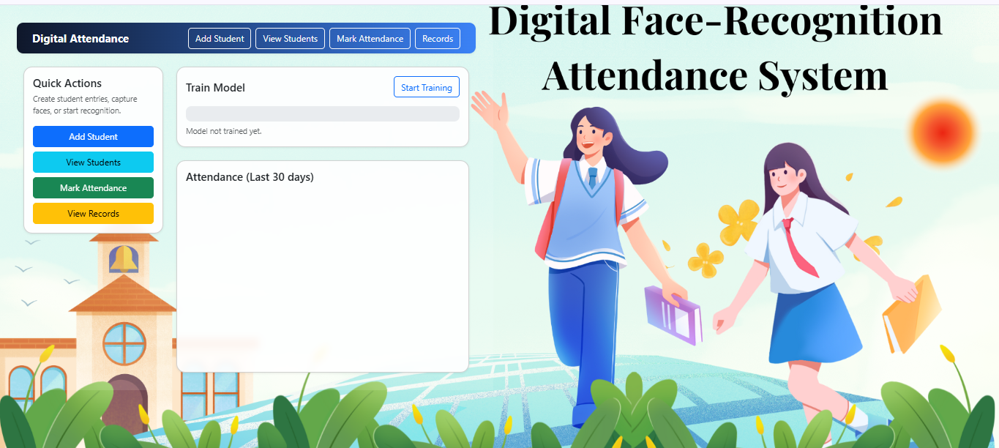 Digital Face-Recognition
Attendance System
Digital Attendance
Add Student
View Students
Mark Attendance
Records
Quick Actions
Create student entries, capture
faces, or start recognition.
Add Student
View Students
Mark Attendance
View Records
Train Model
Start Training
Model not trained yet.
Attendance (Last 30 days)